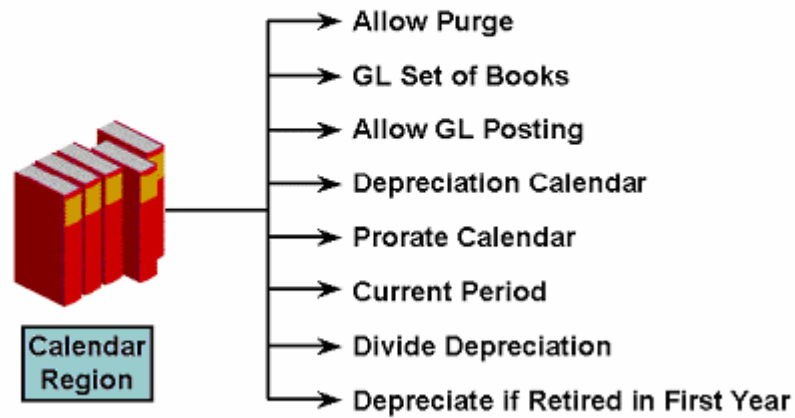 Allow Purge
GL Set of Books
Allow GL Posting
Depreciation Calendar
Prorate Calendar
Current Period
Divide Depreciation
Depreciate if Retired in First Year
Calendar
Region